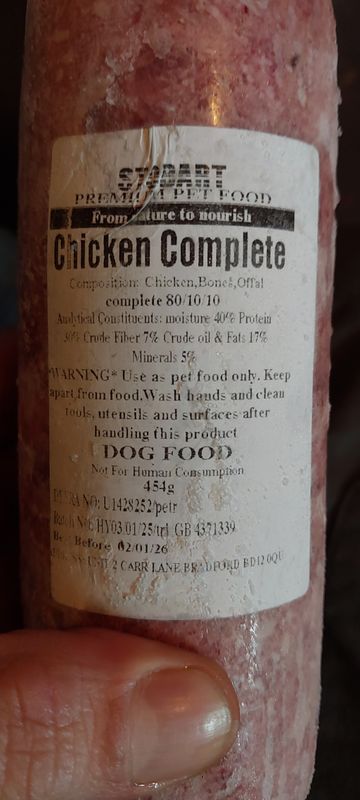 STODART
PREMIUM PET FOOD
From nature to nourish
Chicken Complete
Composition: Chicken,Bones,Offal
complete 80/10/10
Analytical Constituents: moisture 40% Protein
30% Crude Fiber 7% Crude oil & Fats 17%
Minerals 5%
*WARNING* Use as pet food only. Keep
apart from food.Wash hands and clean
tools, utensils and surfaces after
handling this product
DOG FOOD
Not For Human Consumption
454g
NO: U1428252/petr
Batch HY03/01/25/tr1 GB 4371339
Before 02/01/26
UNIT 2 CARR LANE BRADFORD BD12 0QU